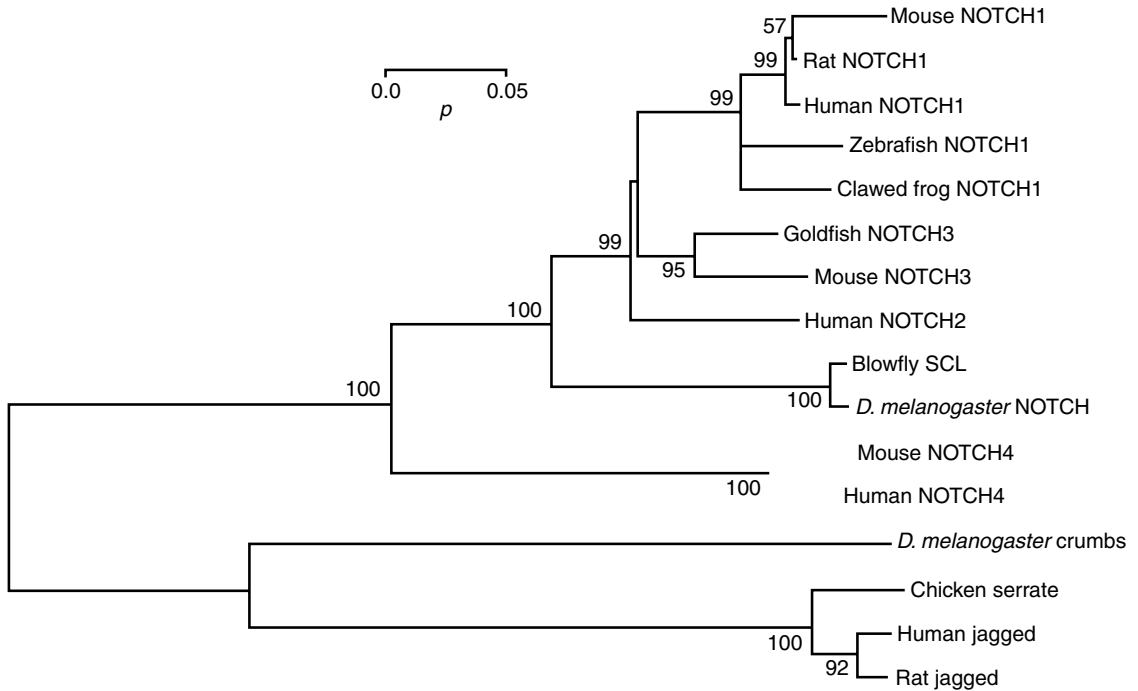 Mouse NOTCH1
57
Rat NOTCH1
99
Human NOTCH1
0.0 0.05
p
99
Zebrafish NOTCH1
Clawed frog NOTCH1
Goldfish NOTCH3
99
95
Mouse NOTCH3
100
Human NOTCH2
Blowfly SCL
100
100
D. melanogaster NOTCH
Mouse NOTCH4
100
Human NOTCH4
D. melanogaster crumbs
Chicken serrate
100
Human jagged
92
Rat jagged